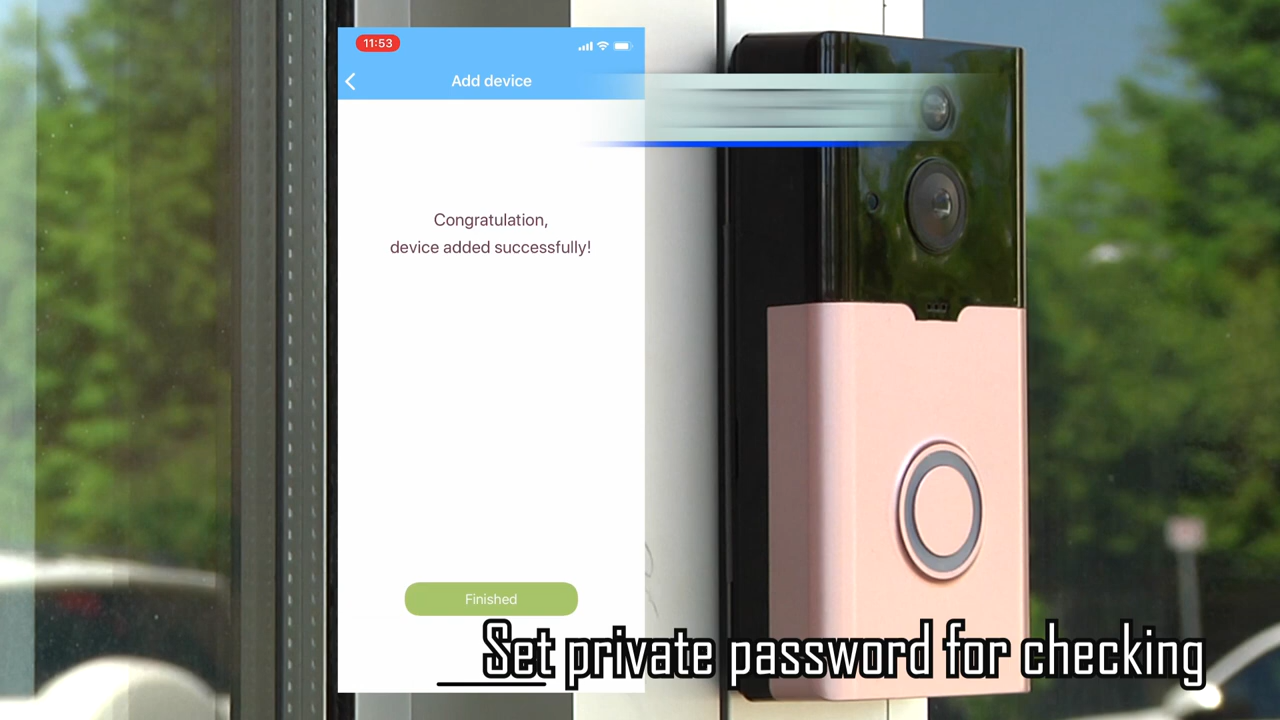 11:53
Add device
Congratulation,
device added successfully!
Finished
Set private password for checking